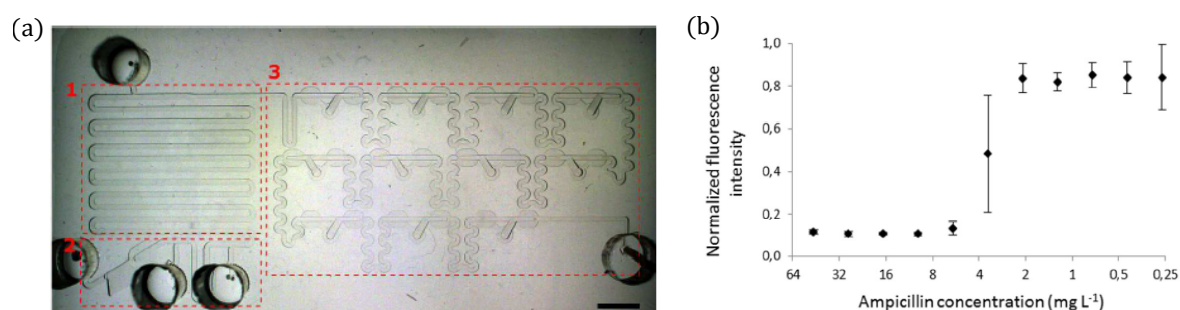 (a)
1
2
3
(b)
Normalized fluorescence
intensity
1,0
0,8
0,6
0,4
0,2
0,0
64 32 16 8 4 2 1 0,5 0,25
Ampicillin concentration (mg L-1)